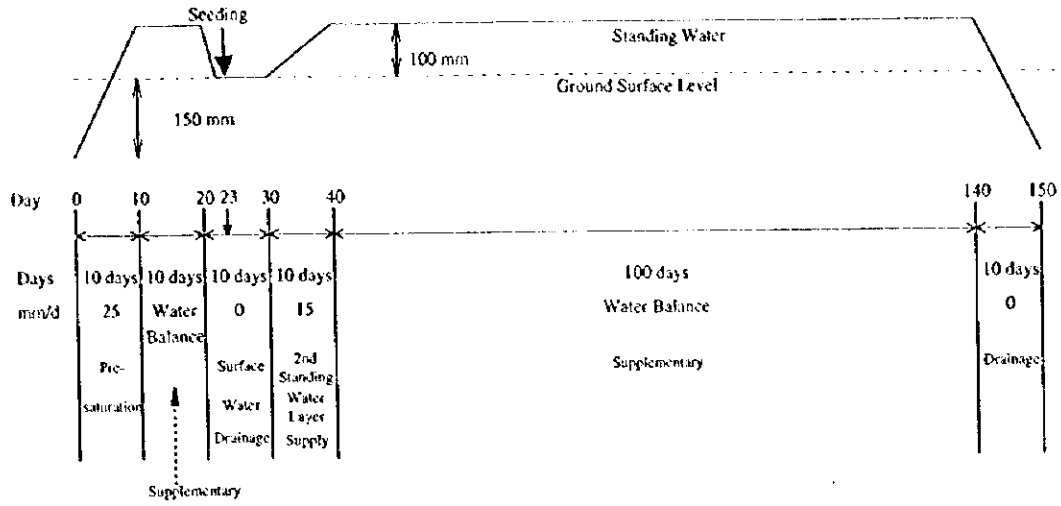 Seeding
Standing Water
100 mm
Ground Surface Level
150 mm
Day 0 10 20 23 30 40 140 150
Days 10 days 10 days 10 days 10 days 100 days 10 days
mm/d 25 Water Balance 0 15 Water Balance 0
Pre-saturation
Surface Water Drainage
2nd Standing Water Layer Supply
Supplementary
Drainage
Supplementary